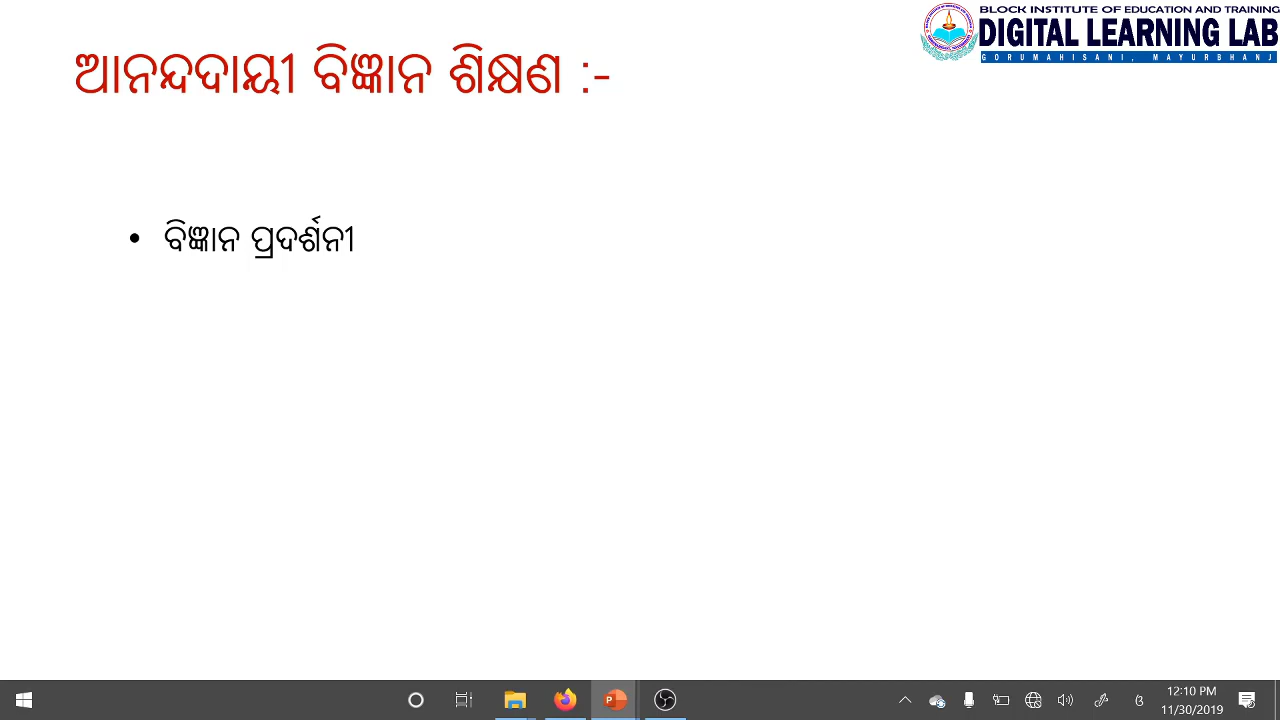 BLOCK INSTITUTE OF EDUCATION AND TRAINING
DIGITAL LEARNING LAB
GORUMAHISANI, MAYURBHANJ
ଆନନ୍ଦଦାୟୀ ବିଜ୍ଞାନ ଶିକ୍ଷଣ :-
• ବିଜ୍ଞାନ ପ୍ରଦର୍ଶନୀ
12:10 PM
11/30/2019